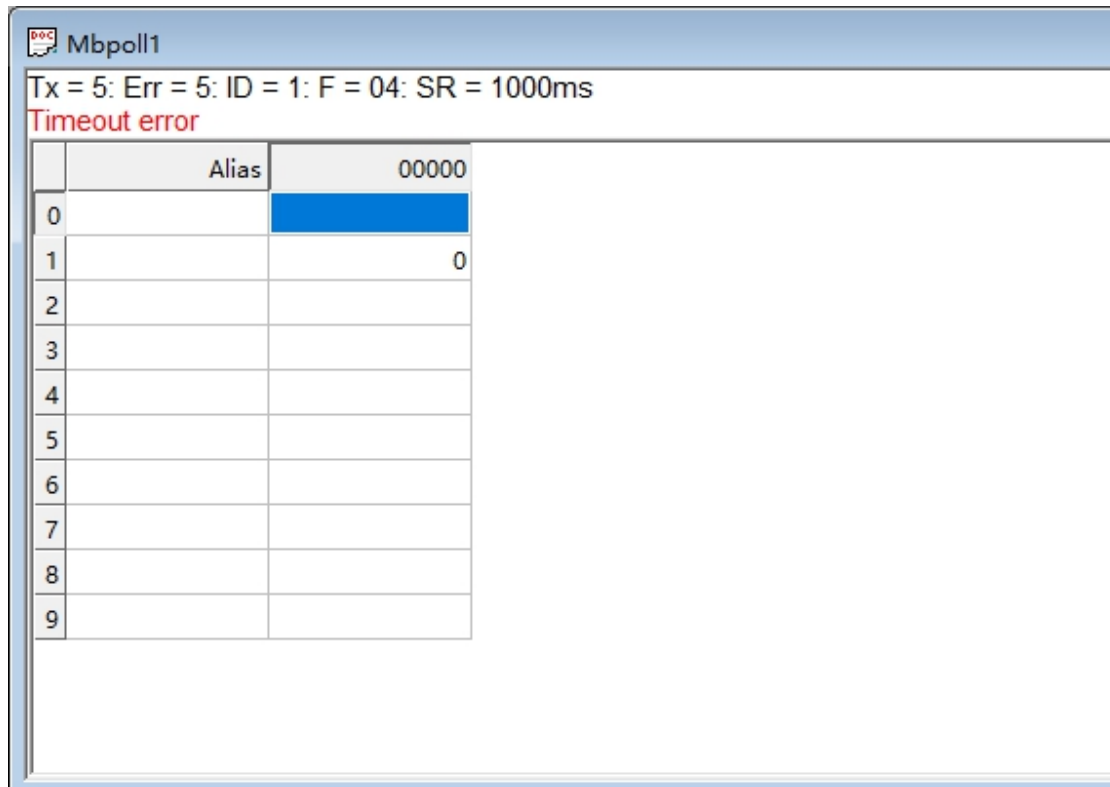 DOC
Mbpoll1
Tx = 5: Err = 5: ID = 1: F = 04: SR = 1000ms
Timeout error
Alias 00000
0
1 0
2
3
4
5
6
7
8
9